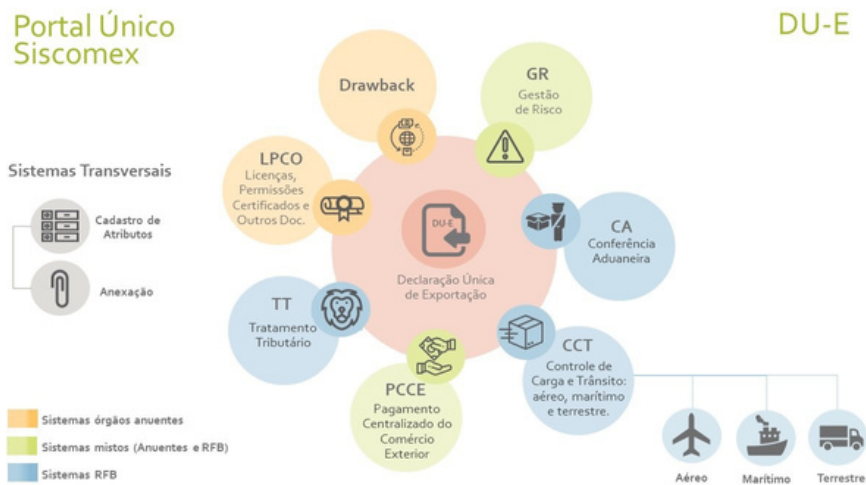 Portal Único
Siscomex
DU-E
Drawback
GR
Gestão
de Risco
LPCO
Licenças,
Permissões
Certificados e
Outros Doc.
Sistemas Transversais
Cadastro de
Atributos
Anexação
DU-E
Declaração Única
de Exportação
CA
Conferência
Aduaneira
TT
Tratamento
Tributário
CCT
Controle de
Carga e Trânsito:
aéreo, marítimo
e terrestre.
PCCE
Pagamento
Centralizado do
Comércio
Exterior
Sistemas órgãos anuentes
Sistemas mistos (Anuentes e RFB)
Sistemas RFB
Aéreo
Marítimo
Terrestre